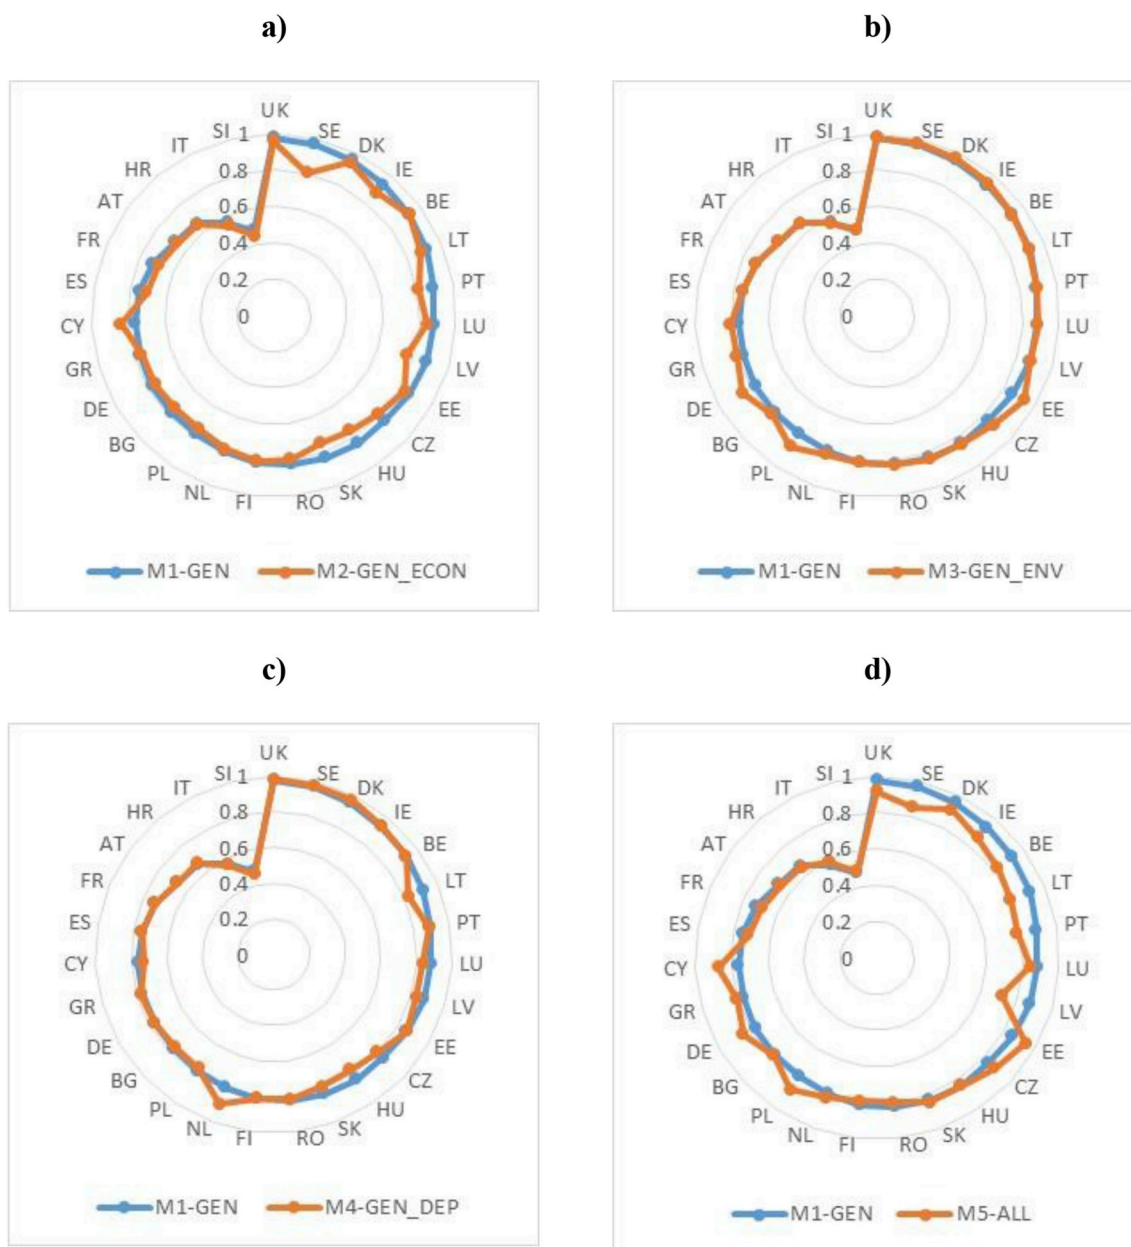 a)
UK
SE
DK
IE
BE
LT
PT
LU
LV
EE
CZ
HU
SK
RO
FI
NL
PL
BG
DE
GR
CY
ES
FR
AT
HR
IT
SI
1
0.8
0.6
0.4
0.2
0
M1-GEN M2-GEN_ECON
b)
UK
SE
DK
IE
BE
LT
PT
LU
LV
EE
CZ
HU
SK
RO
FI
NL
PL
BG
DE
GR
CY
ES
FR
AT
HR
IT
SI
1
0.8
0.6
0.4
0.2
0
M1-GEN M3-GEN_ENV
c)
UK
SE
DK
IE
BE
LT
PT
LU
LV
EE
CZ
HU
SK
RO
FI
NL
PL
BG
DE
GR
CY
ES
FR
AT
HR
IT
SI
1
0.8
0.6
0.4
0.2
0
M1-GEN M4-GEN_DEP
d)
UK
SE
DK
IE
BE
LT
PT
LU
LV
EE
CZ
HU
SK
RO
FI
NL
PL
BG
DE
GR
CY
ES
FR
AT
HR
IT
SI
1
0.8
0.6
0.4
0.2
0
M1-GEN M5-ALL